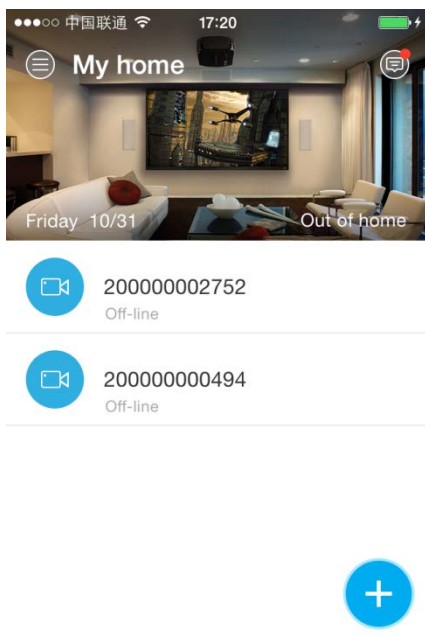 中国联通 17:20
My home
Friday 10/31 Out of home
200000002752
Off-line
200000000494
Off-line